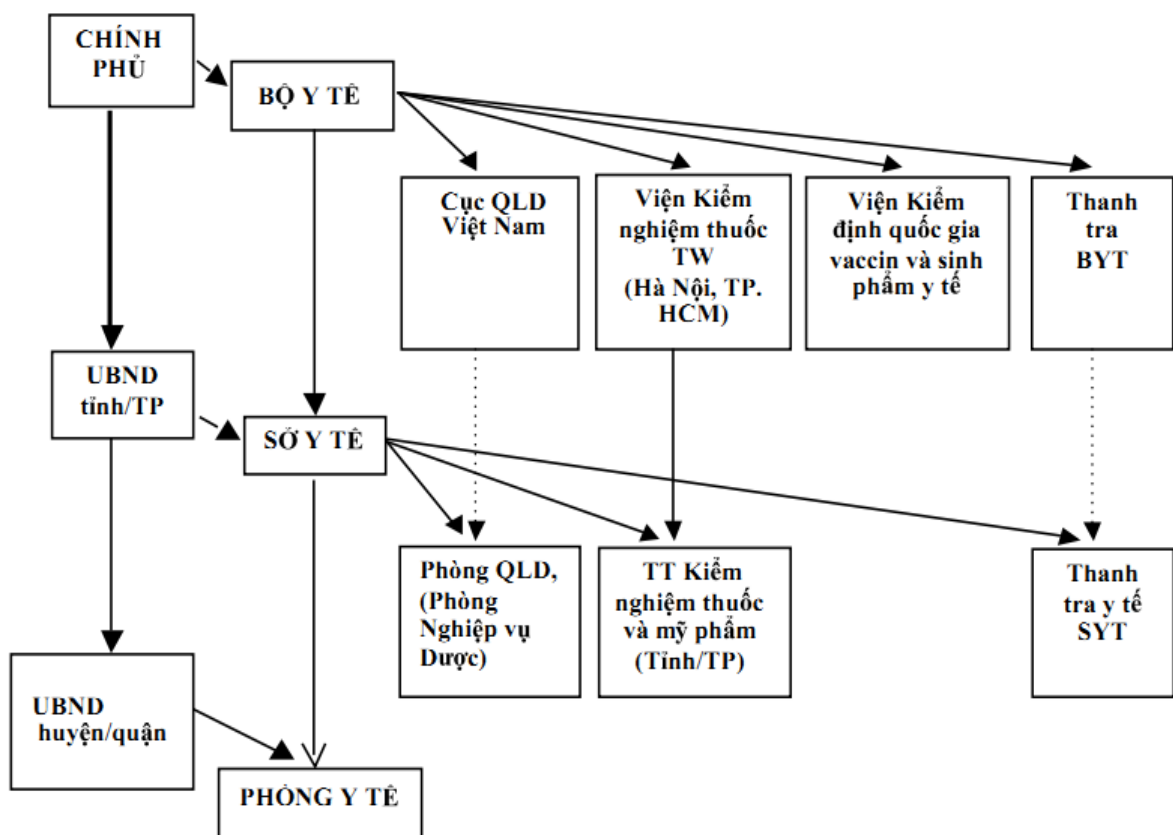 CHÍNH
PHỦ
BỘ Y TẾ
Cục QLD
Việt Nam
Viện Kiểm
nghiệm thuốc
TW
(Hà Nội, TP.
HCM)
Viện Kiểm
định quốc gia
vaccin và sinh
phẩm y tế
Thanh
tra
BYT
UBND
tỉnh/TP
SỞ Y TẾ
Phòng QLD,
(Phòng
Nghiệp vụ
Dược)
TT Kiểm
nghiệm thuốc
và mỹ phẩm
(Tỉnh/TP)
Thanh
tra y tế
SYT
UBND
huyện/quận
PHÒNG Y TẾ